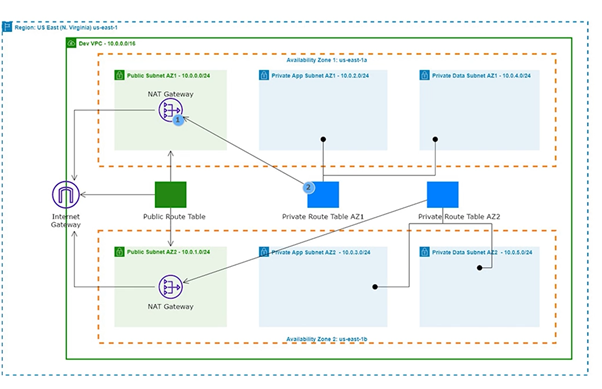 Region: US East (N. Virginia) us-east-1
Dev VPC - 10.0.0.0/16
Availability Zone 1: us-east-1a
Public Subnet AZ1 - 10.0.0.0/24
Private App Subnet AZ1 - 10.0.2.0/24
Private Data Subnet AZ1 - 10.0.4.0/24
NAT Gateway
1
2
Internet
Gateway
Public Route Table
Private Route Table AZ1
Private Route Table AZ2
Public Subnet AZ2 - 10.0.1.0/24
Private App Subnet AZ2 - 10.0.3.0/24
Private Data Subnet AZ2 - 10.0.5.0/24
NAT Gateway
Availability Zone 2: us-east-1b